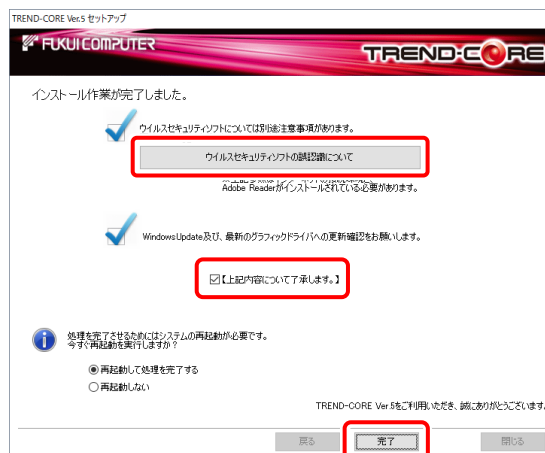 TREND-CORE Ver.5 セットアップ
FUKUI COMPUTER
TREND-CORE
インストール作業が完了しました。
ウイルスセキュリティソフトについては別途注意事項があります。
ウイルスセキュリティソフトの誤認識について
Adobe Readerがインストールされている必要があります。
WindowsUpdate及び、最新のグラフィックドライバへの更新確認をお願いします。
【上記内容について了承します。】
処理を完了させるためにはシステムの再起動が必要です。
今すぐ再起動を実行しますか？
再起動して処理を完了する
再起動しない
TREND-CORE Ver.5をご利用いただき、誠にありがとうございます。
戻る 完了 閉じる